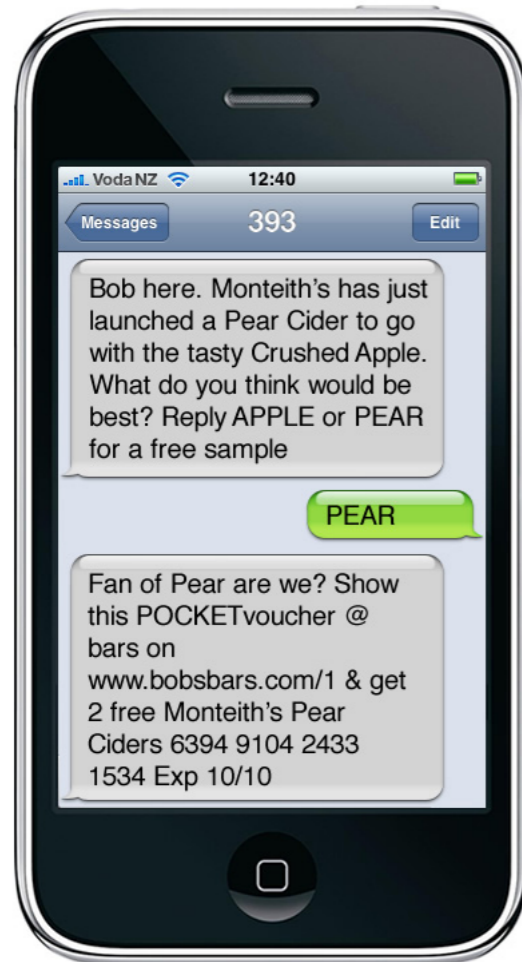 Voda NZ 12:40
Messages 393 Edit
Bob here. Monteith's has just
launched a Pear Cider to go
with the tasty Crushed Apple.
What do you think would be
best? Reply APPLE or PEAR
for a free sample
PEAR
Fan of Pear are we? Show
this POCKETvoucher @
bars on
www.bobsbars.com/1 & get
2 free Monteith's Pear
Ciders 6394 9104 2433
1534 Exp 10/10